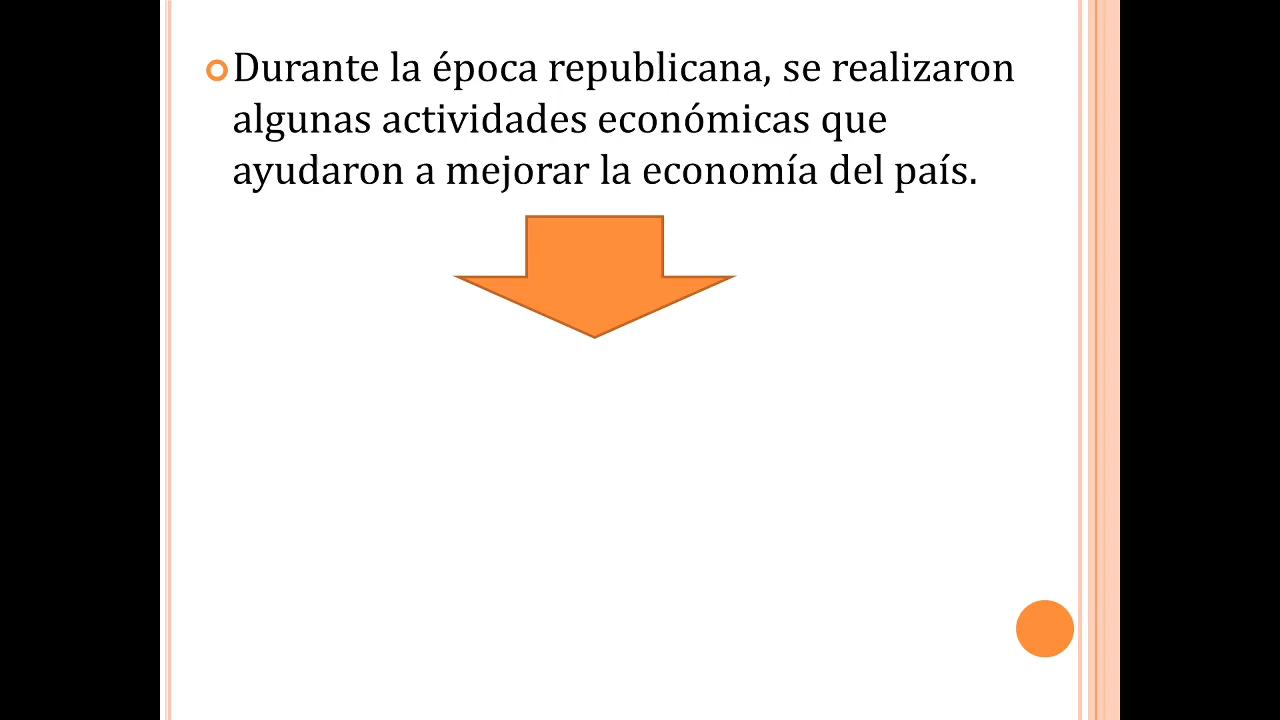 Durante la época republicana, se realizaron
algunas actividades económicas que
ayudaron a mejorar la economía del país.